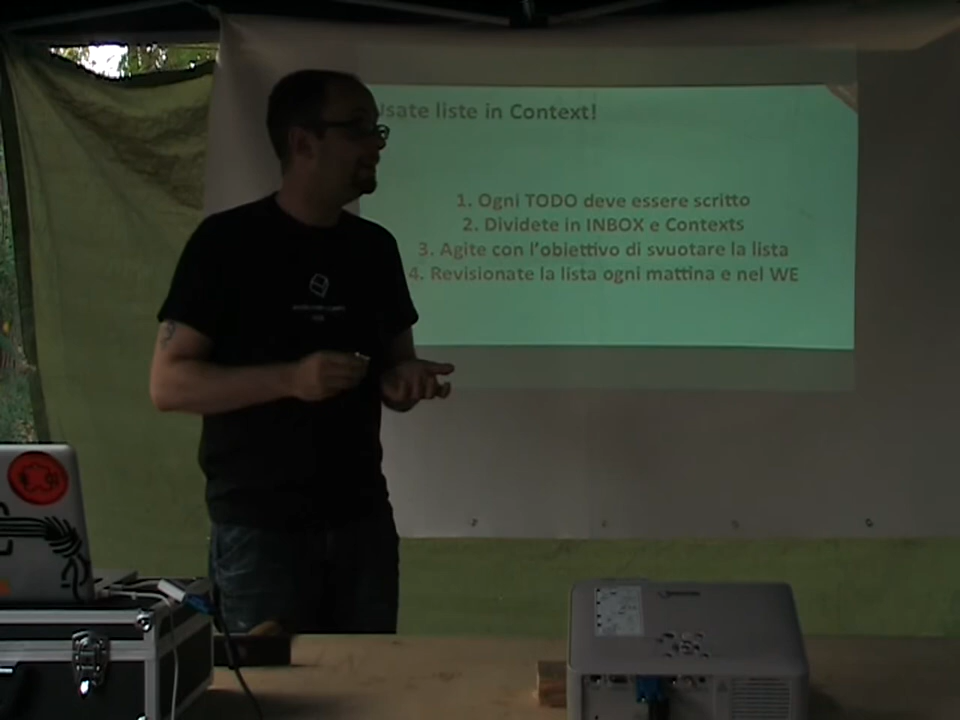 Usate liste in Context!
1. Ogni TODO deve essere scritto
2. Dividete in INBOX e Contexts
3. Agite con l'obiettivo di svuotare la lista
4. Revisionate la lista ogni mattina e nel WE